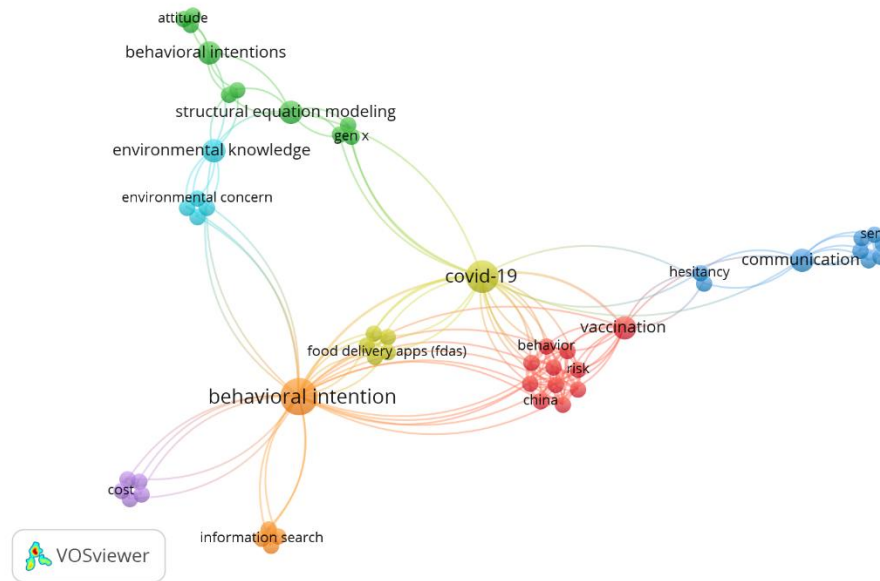 attitude
behavioral intentions
structural equation modeling
gen x
environmental knowledge
environmental concern
covid-19
hesitancy
communication
vaccination
behavior
risk
china
food delivery apps (fdas)
behavioral intention
cost
information search
VOSviewer